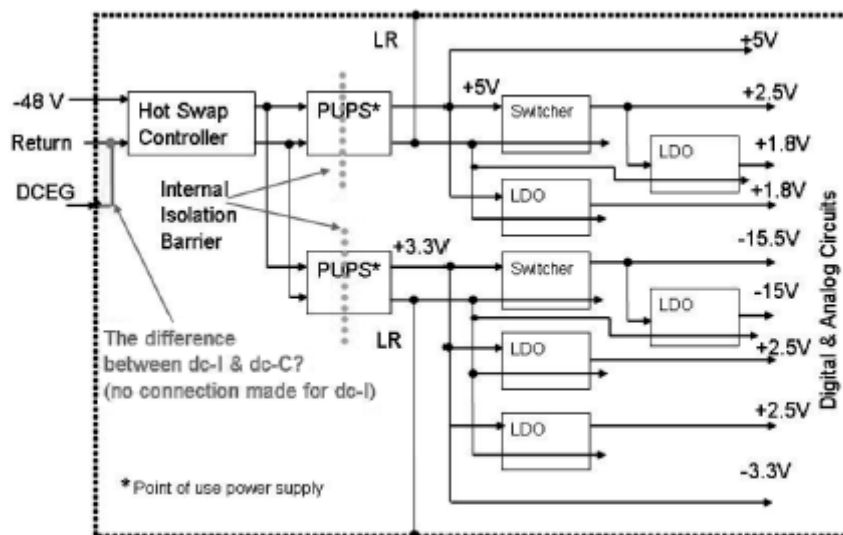 LR
+5V
-48 V
Hot Swap
Controller
PUPS*
+5V
Switcher
+2.5V
Return
LDO
+1.8V
DCEG
Internal
Isolation
Barrier
LDO
+1.8V
PUPS*
+3.3V
Switcher
-15.5V
LDO
-15V
LR
The difference
between dc-I & dc-C?
(no connection made for dc-I)
LDO
+2.5V
LDO
+2.5V
-3.3V
* Point of use power supply
Digital & Analog Circuits